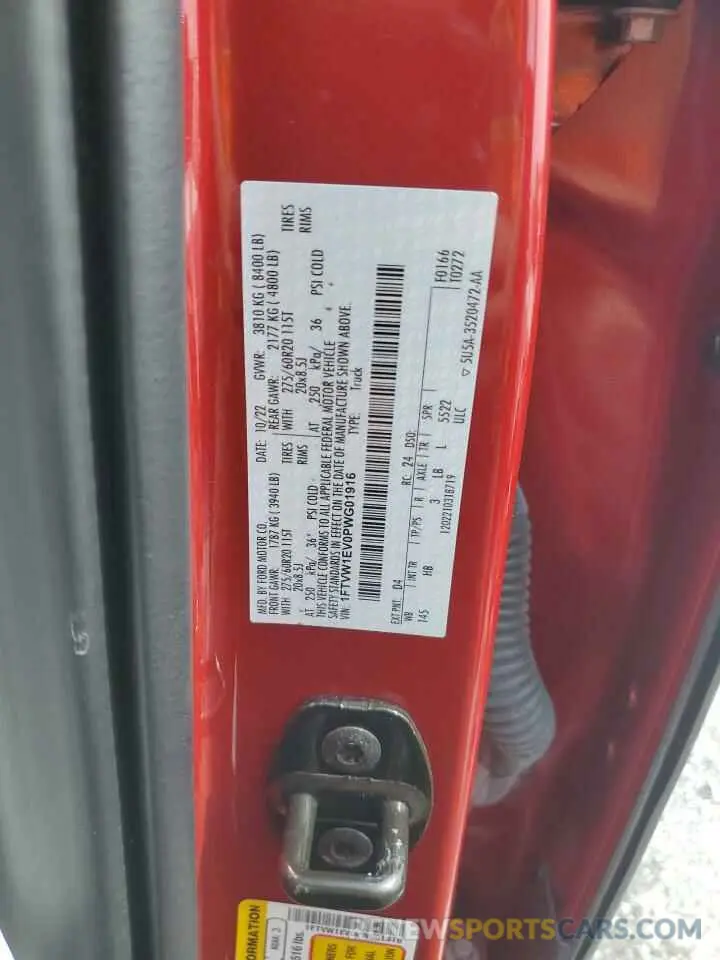 MFD. BY FORD MOTOR CO. DATE: 10/22 GVWR: 3810 KG ( 8400 LB)
FRONT GAWR: 1787 KG (3940 LB) REAR GAWR: 2177 KG ( 4800 LB)
WITH 275/60R20 115T TIRES WITH 275/60R20 115T TIRES
20x8.5J RIMS 20x8.5J RIMS
AT 250 kPa/ 36 PSI COLD AT 250 kPa/ 36 PSI COLD
THIS VEHICLE CONFORMS TO ALL APPLICABLE FEDERAL MOTOR VEHICLE
SAFETY STANDARDS IN EFFECT ON THE DATE OF MANUFACTURE SHOWN ABOVE.
VIN: 1FTVW1EV0PWG01916 TYPE: Truck
EXT PNT: D4 RC: 24 DSO: F0166
WB INT TR TP/PS R AXLE TR SPR T0272
145 HB 3 LB L 5522
1202210318719 ULC
5U5A-3520472-AA
ORMATION
NEWSPORTSCARS.COM